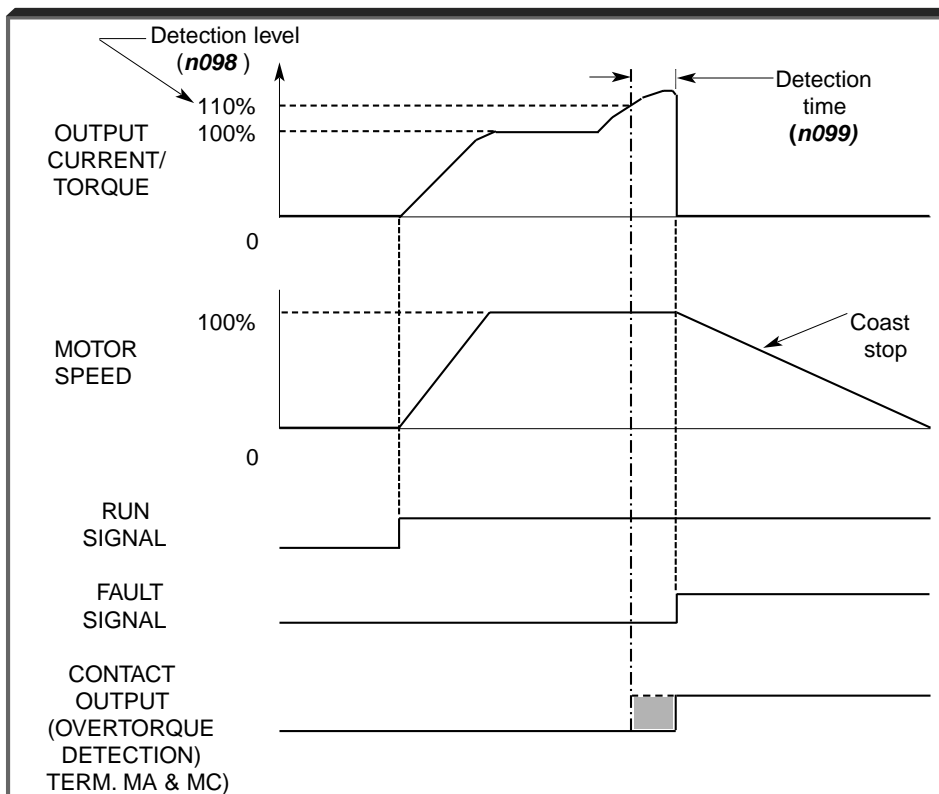 Detection level
(n098 )
110%
100%
OUTPUT
CURRENT/
TORQUE
0
Detection
time
(n099)
100%
MOTOR
SPEED
0
Coast
stop
RUN
SIGNAL
FAULT
SIGNAL
CONTACT
OUTPUT
(OVERTORQUE
DETECTION)
TERM. MA & MC)